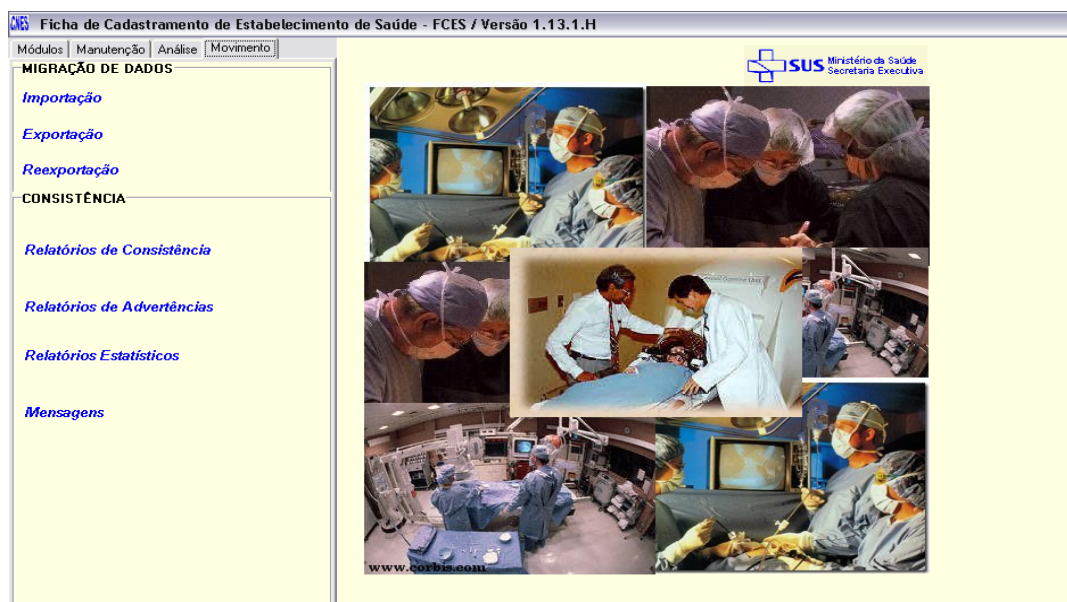 CNES Ficha de Cadastramento de Estabelecimento de Saúde - FCES / Versão 1.13.1.H
Módulos Manutenção Análise Movimento
MIGRAÇÃO DE DADOS
Importação
Exportação
Reexportação
CONSISTÊNCIA
Relatórios de Consistência
Relatórios de Advertências
Relatórios Estatísticos
Mensagens
SUS Ministério da Saúde
Secretaria Executiva
www.corbis.com